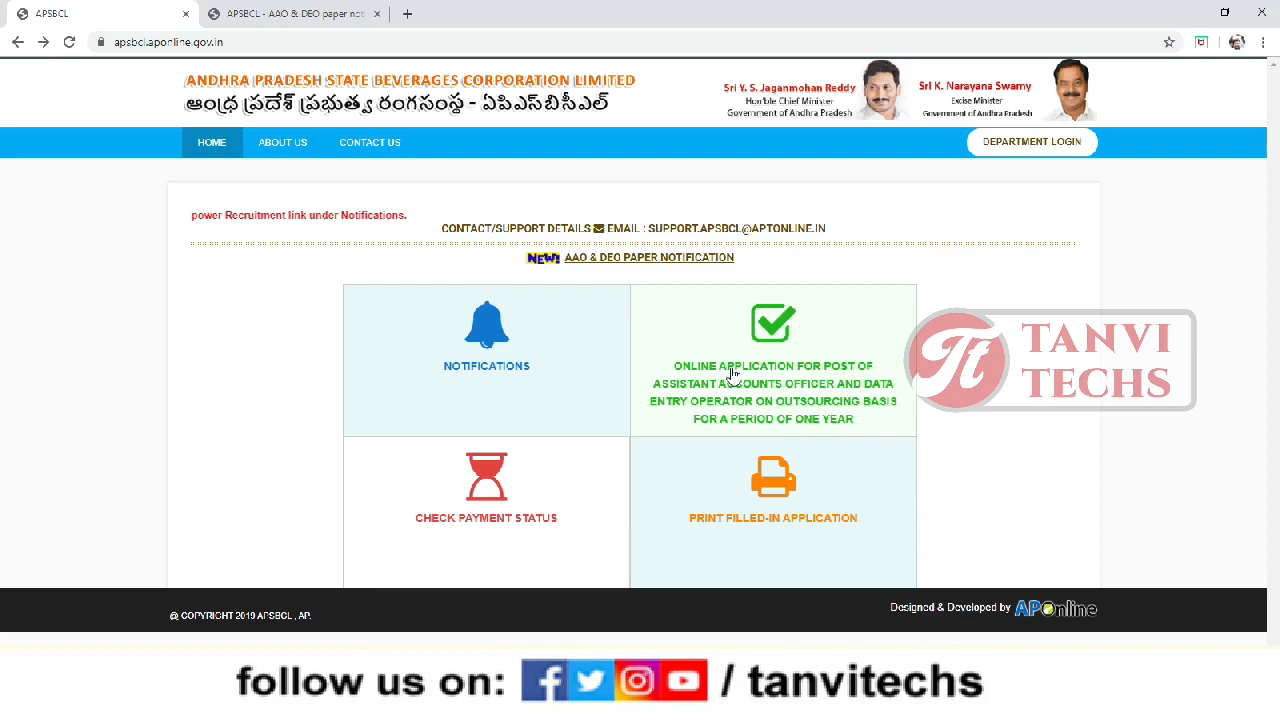 APSBCL
APSBCL - AAO & DEO paper noti
apsbcl.aponline.gov.in
ANDHRA PRADESH STATE BEVERAGES CORPORATION LIMITED
ఆంధ్ర ప్రదేశ్ ప్రభుత్వ రంగసంస్థ - ఏపిఎస్‌బిసీఎల్
Sri Y. S. Jaganmohan Reddy
Hon'ble Chief Minister
Government of Andhra Pradesh
Sri K. Narayana Swamy
Excise Minister
Government of Andhra Pradesh
HOME ABOUT US CONTACT US DEPARTMENT LOGIN
power Recruitment link under Notifications.
CONTACT/SUPPORT DETAILS EMAIL : SUPPORT.APSBCL@APTONLINE.IN
NEW! AAO & DEO PAPER NOTIFICATION
NOTIFICATIONS
ONLINE APPLICATION FOR POST OF
ASSISTANT ACCOUNTS OFFICER AND DATA
ENTRY OPERATOR ON OUTSOURCING BASIS
FOR A PERIOD OF ONE YEAR
Tt TANVI
TECHS
CHECK PAYMENT STATUS
PRINT FILLED-IN APPLICATION
@ COPYRIGHT 2019 APSBCL , AP.
Designed & Developed by APOnline
follow us on: / tanvitechs